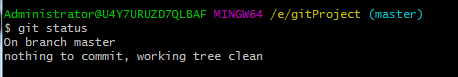 Administrator@U4Y7URUZD7QLBAF MINGW64 /e/gitProject (master)
$ git status
On branch master
nothing to commit, working tree clean